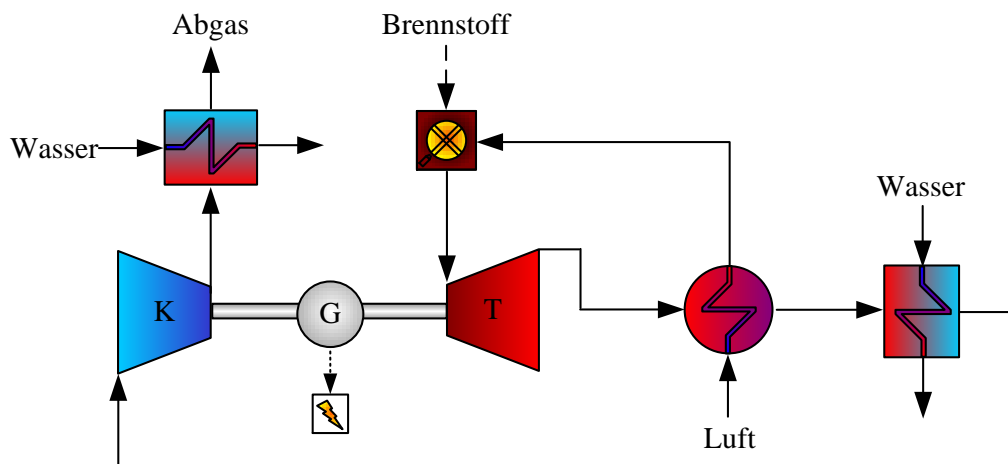 Abgas
Brennstoff
Wasser
Wasser
K
G
T
Luft